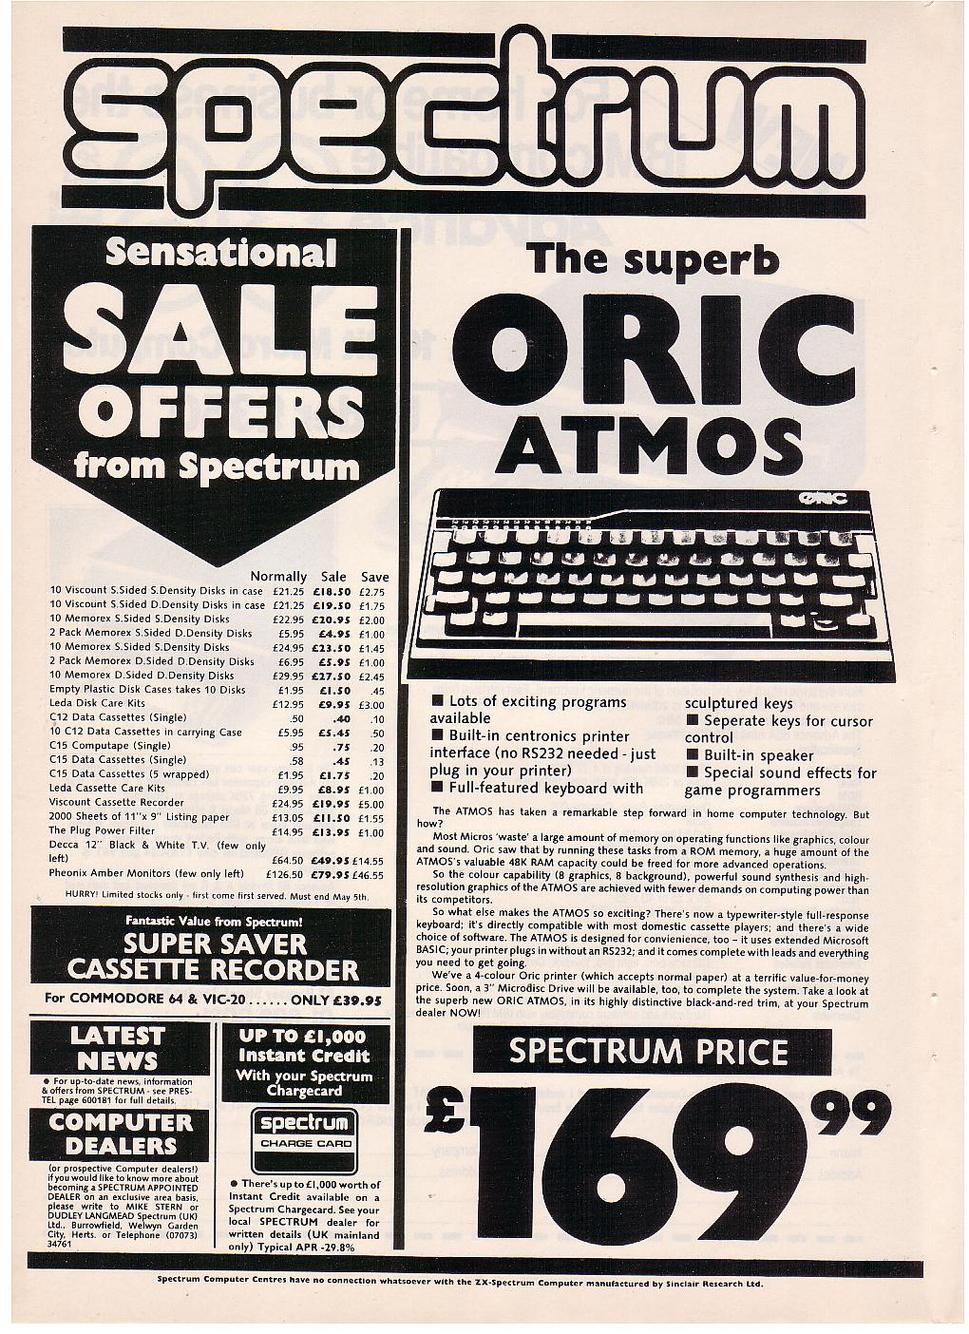 spectrum
Sensational
SALE
OFFERS
from Spectrum
Normally Sale Save
10 Viscount S.Sided S.Density Disks in case £21.25 £18.50 £2.75
10 Viscount S.Sided D.Density Disks in case £21.25 £19.50 £1.75
10 Memorex S.Sided S.Density Disks £22.95 £20.95 £2.00
2 Pack Memorex S.Sided D.Density Disks £5.95 £4.95 £1.00
10 Memorex S.Sided S.Density Disks £24.95 £23.50 £1.45
2 Pack Memorex D.Sided D.Density Disks £6.95 £5.95 £1.00
10 Memorex D.Sided D.Density Disks £29.95 £27.50 £2.45
Empty Plastic Disk Cases takes 10 Disks £1.95 £1.50 .45
Leda Disk Care Kits £12.95 £9.95 £3.00
C12 Data Cassettes (Single) .50 .40 .10
10 C12 Data Cassettes in carrying Case £5.95 £5.45 .50
C15 Computape (Single) .95 .75 .20
C15 Data Cassettes (Single) .58 .45 .13
C15 Data Cassettes (5 wrapped) £1.95 £1.75 .20
Leda Cassette Care Kits £9.95 £8.95 £1.00
Viscount Cassette Recorder £24.95 £19.95 £5.00
2000 Sheets of 11"x 9" Listing paper £13.05 £11.50 £1.55
The Plug Power Filter £14.95 £13.95 £1.00
Decca 12" Black & White T.V. (few only
left) £64.50 £49.95 £14.55
Pheonix Amber Monitors (few only left) £126.50 £79.95 £46.55
HURRY! Limited stocks only - first come first served. Must end May 5th.
Fantastic Value from Spectrum!
SUPER SAVER
CASSETTE RECORDER
For COMMODORE 64 & VIC-20 ...... ONLY £39.95
LATEST
NEWS
● For up-to-date news, information
& offers from SPECTRUM - see PRES-
TEL page 600181 for full details.
COMPUTER
DEALERS
(or prospective Computer dealers!)
if you would like to know more about
becoming a SPECTRUM APPOINTED
DEALER on an exclusive area basis,
please write to MIKE STERN or
DUDLEY LANGMEAD Spectrum (UK)
Ltd., Burrowfield, Welwyn Garden
City, Herts. or Telephone (07073)
34761
UP TO £1,000
Instant Credit
With your Spectrum
Chargecard
spectrum
CHARGE CARD
● There's up to £1,000 worth of
Instant Credit available on a
Spectrum Chargecard. See your
local SPECTRUM dealer for
written details (UK mainland
only) Typical APR -29.8%
The superb
ORIC
ATMOS
ORIC
■ Lots of exciting programs
available
■ Built-in centronics printer
interface (no RS232 needed - just
plug in your printer)
■ Full-featured keyboard with
sculptured keys
■ Seperate keys for cursor
control
■ Built-in speaker
■ Special sound effects for
game programmers
The ATMOS has taken a remarkable step forward in home computer technology. But
how?
Most Micros 'waste' a large amount of memory on operating functions like graphics, colour
and sound. Oric saw that by running these tasks from a ROM memory, a huge amount of the
ATMOS's valuable 48K RAM capacity could be freed for more advanced operations.
So the colour capability (8 graphics, 8 background), powerful sound synthesis and high-
resolution graphics of the ATMOS are achieved with fewer demands on computing power than
its competitors.
So what else makes the ATMOS so exciting? There's now a typewriter-style full-response
keyboard; it's directly compatible with most domestic cassette players; and there's a wide
choice of software. The ATMOS is designed for convienience, too – it uses extended Microsoft
BASIC; your printer plugs in without an RS232; and it comes complete with leads and everything
you need to get going.
We've a 4-colour Oric printer (which accepts normal paper) at a terrific value-for-money
price. Soon, a 3" Microdisc Drive will be available, too, to complete the system. Take a look at
the superb new ORIC ATMOS, in its highly distinctive black-and-red trim, at your Spectrum
dealer NOW!
SPECTRUM PRICE
£169.99
Spectrum Computer Centres have no connection whatsoever with the ZX-Spectrum Computer manufactured by Sinclair Research Ltd.